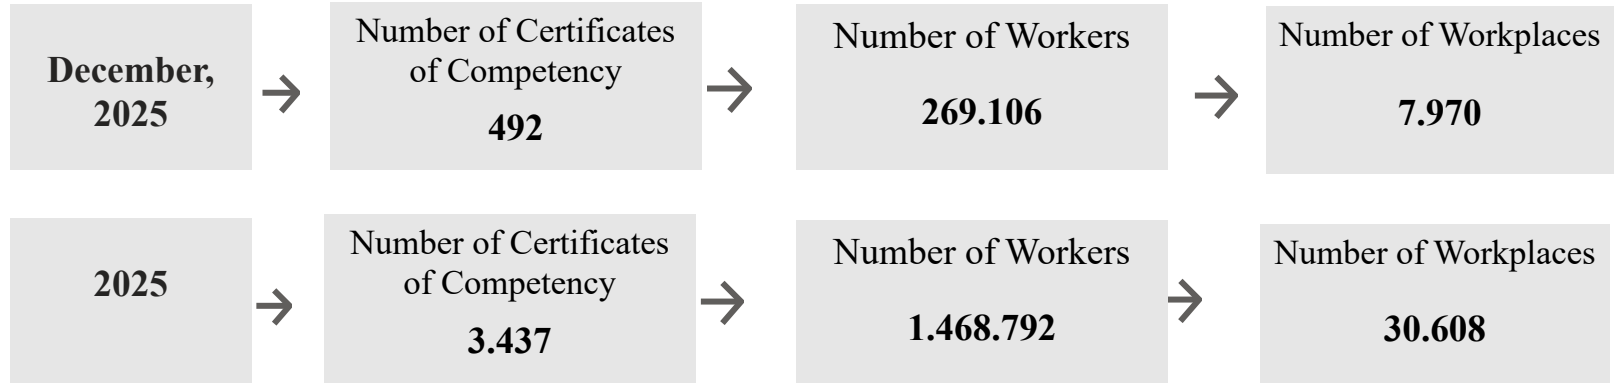 December,
2025
Number of Certificates
of Competency
492
Number of Workers
269.106
Number of Workplaces
7.970
2025
Number of Certificates
of Competency
3.437
Number of Workers
1.468.792
Number of Workplaces
30.608